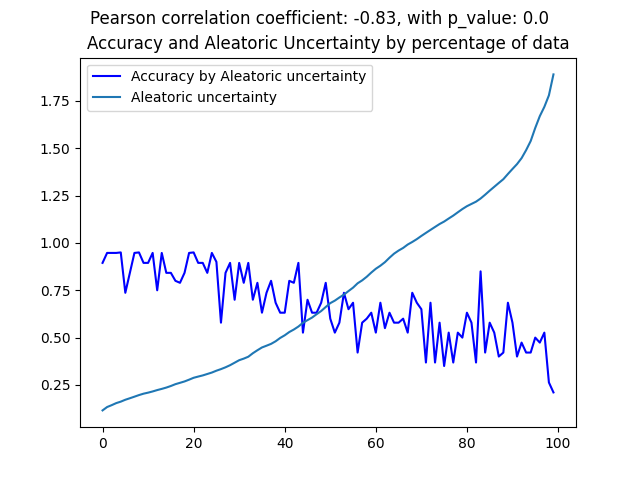 Pearson correlation coefficient: -0.83, with p_value: 0.0
Accuracy and Aleatoric Uncertainty by percentage of data
Accuracy by Aleatoric uncertainty
Aleatoric uncertainty
1.75
1.50
1.25
1.00
0.75
0.50
0.25
0 20 40 60 80 100